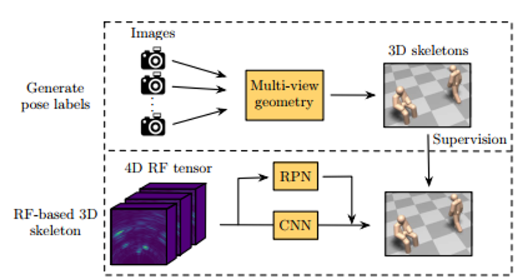 Images
3D skeletons
Generate
pose labels
Multi-view
geometry
Supervision
4D RF tensor
RPN
RF-based 3D
skeleton
CNN